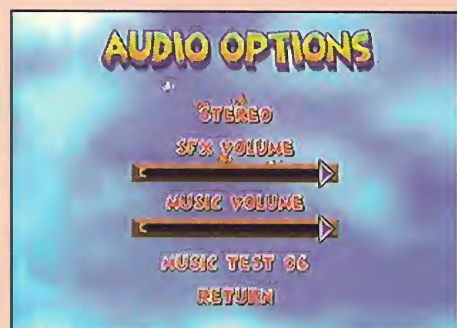 AUDIO OPTIONS
STEREO
SFX VOLUME
MUSIC VOLUME
MUSIC TEST 06
RETURN